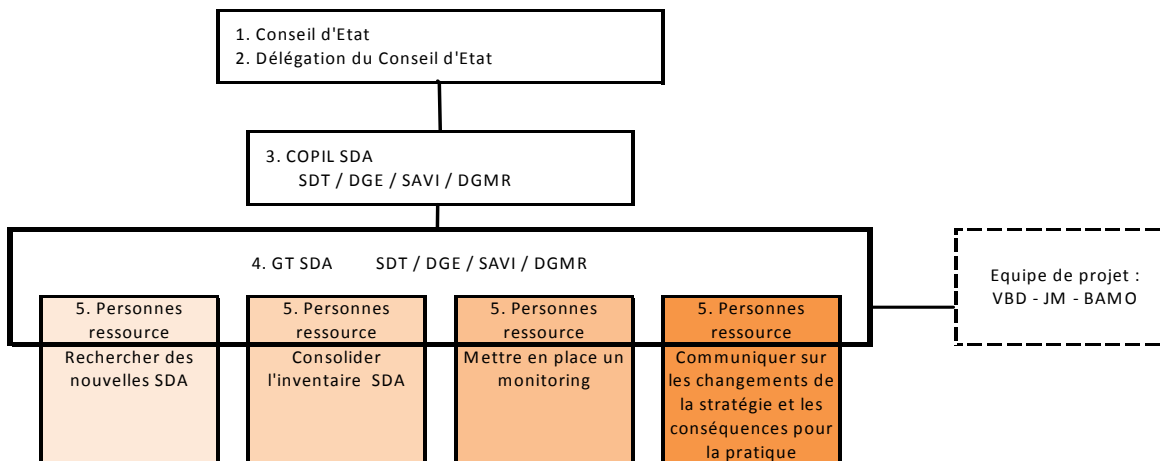 1. Conseil d'Etat
2. Délégation du Conseil d'Etat
3. COPIL SDA
SDT / DGE / SAVI / DGMR
4. GT SDA SDT / DGE / SAVI / DGMR
Equipe de projet :
VBD - JM - BAMO
5. Personnes
ressource
Rechercher des
nouvelles SDA
5. Personnes
ressource
Consolider
l'inventaire SDA
5. Personnes
ressource
Mettre en place un
monitoring
5. Personnes
ressource
Communiquer sur
les changements de
la stratégie et les
conséquences pour
la pratique